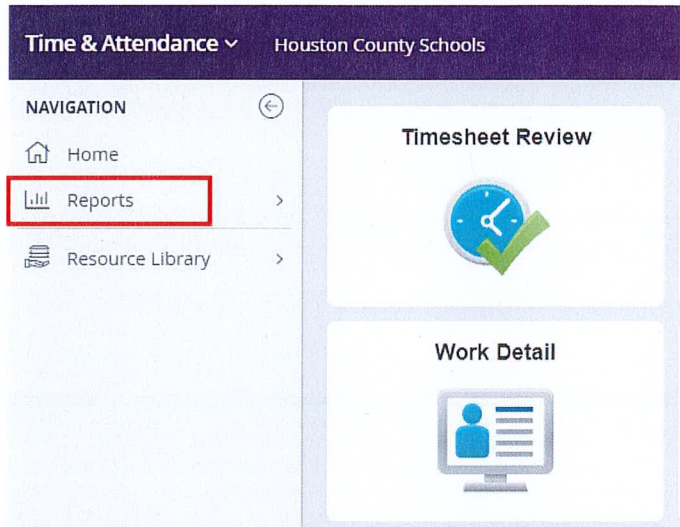 Time & Attendance
Houston County Schools
NAVIGATION
Home
Reports
Resource Library
Timesheet Review
Work Detail